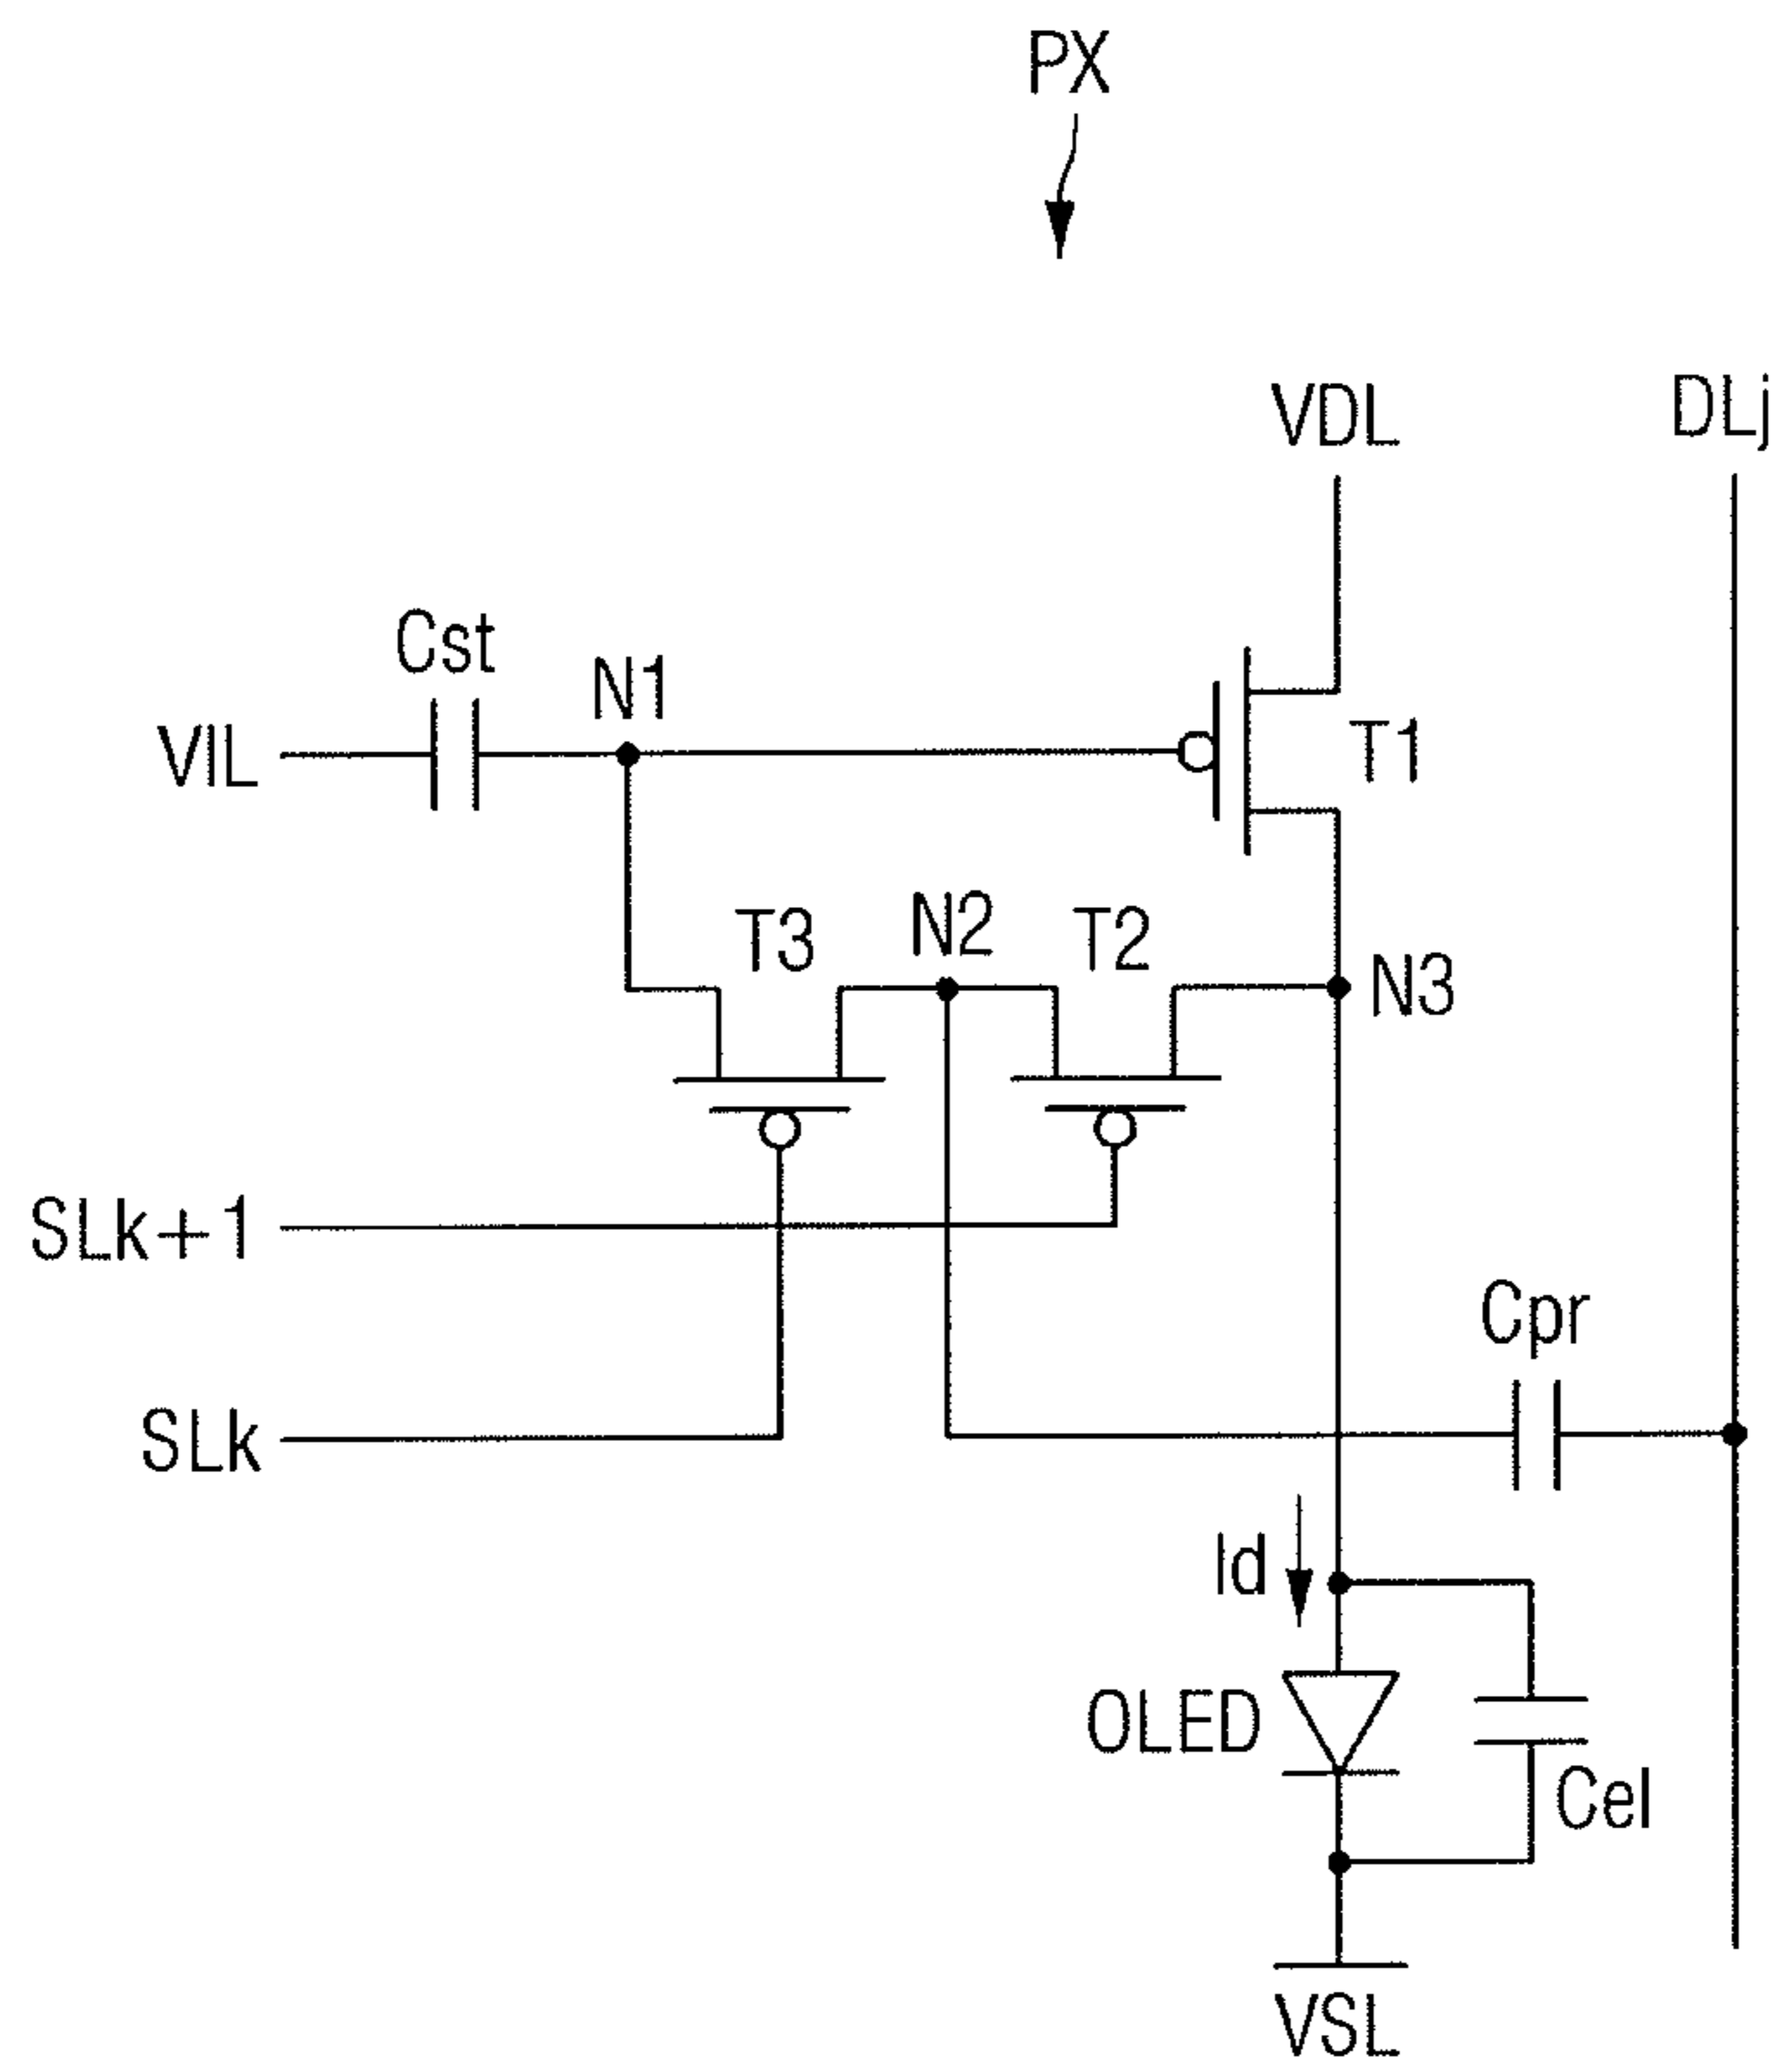 PX
VDL
DLj
Cst
N1
VIL
T1
T3
N2
T2
N3
SLk+1
Cpr
SLk
Id
OLED
Cel
VSL